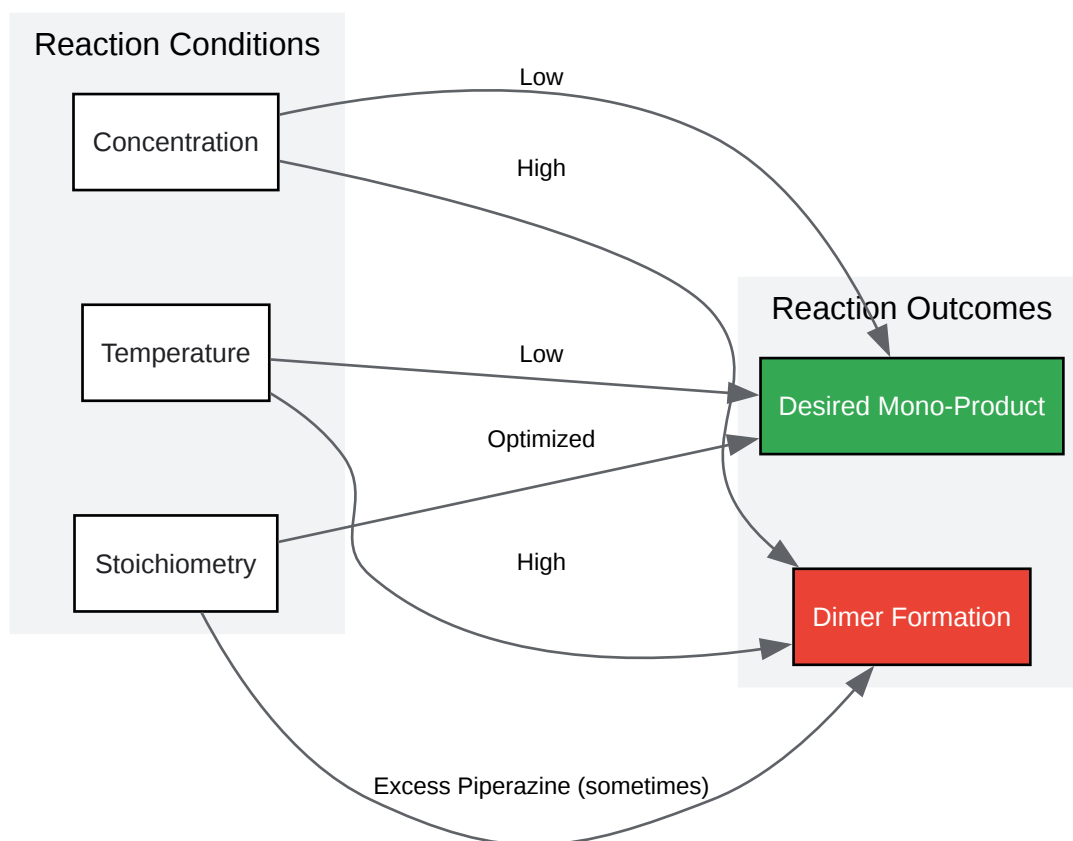 Reaction Conditions
Low
Concentration
High
Reaction Outcomes
Temperature
Low
Desired Mono-Product
Optimized
Stoichiometry
High
Dimer Formation
Excess Piperazine (sometimes)